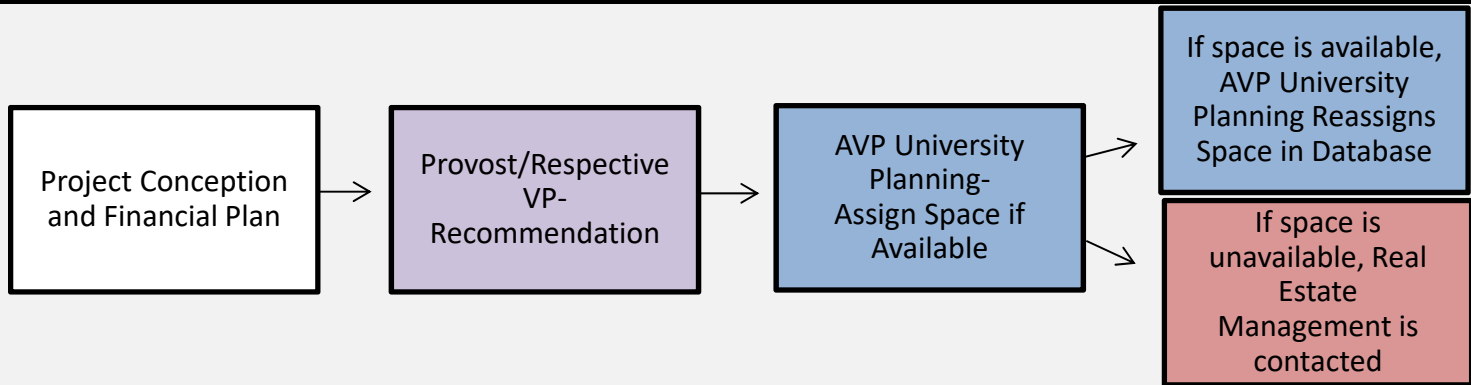 Project Conception
and Financial Plan
Provost/Respective
VP-
Recommendation
AVP University
Planning-
Assign Space if
Available
If space is available,
AVP University
Planning Reassigns
Space in Database
If space is
unavailable, Real
Estate
Management is
contacted